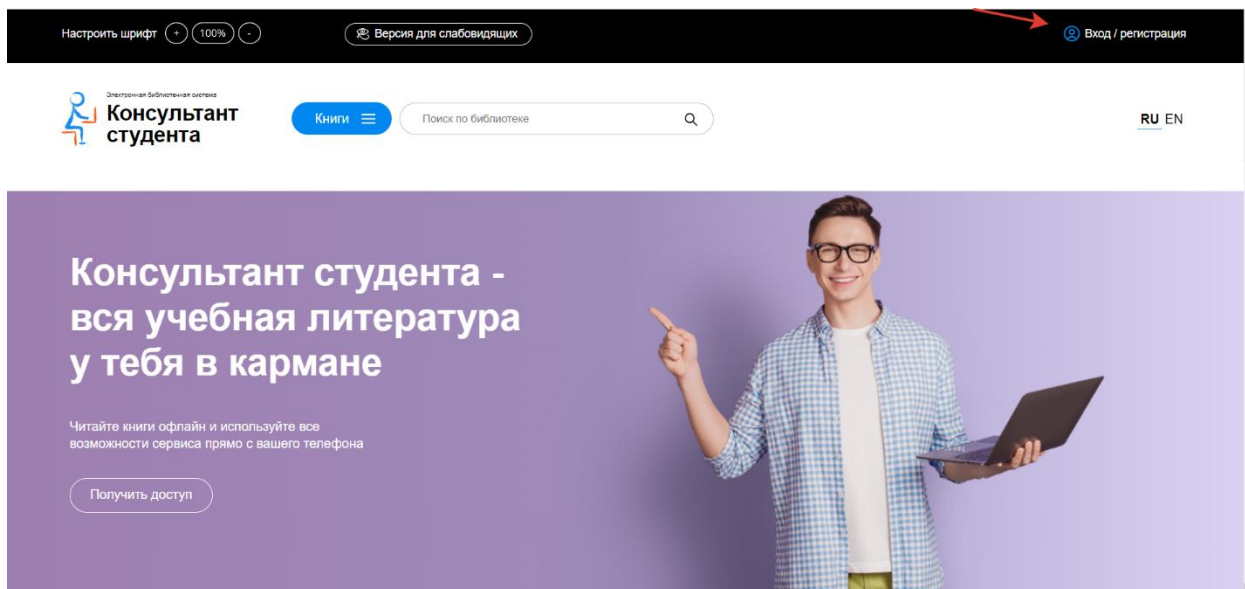 Настроить шрифт + 100% - Версия для слабовидящих Вход / регистрация
Электронная библиотечная система
Консультант
студента
Книги Поиск по библиотеке RU EN
Консультант студента -
вся учебная литература
у тебя в кармане
Читайте книги офлайн и используйте все
возможности сервиса прямо с вашего телефона
Получить доступ